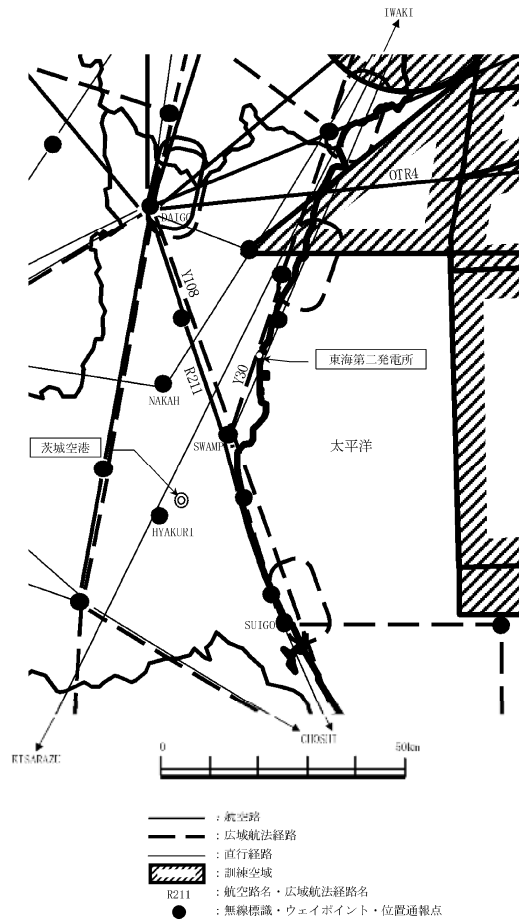 IWAKI
OTR4
DAIGO
Y108
R211
Y30
東海第二発電所
NAKAH
SWAMP
太平洋
茨城空港
HYAKURI
SUIGO
CHOSHI
KISARAZU
0
50km
: 航空路
: 広域航法経路
: 直行経路
: 訓練空域
R211 : 航空路名・広域航法経路名
: 無線標識・ウェイポイント・位置通報点